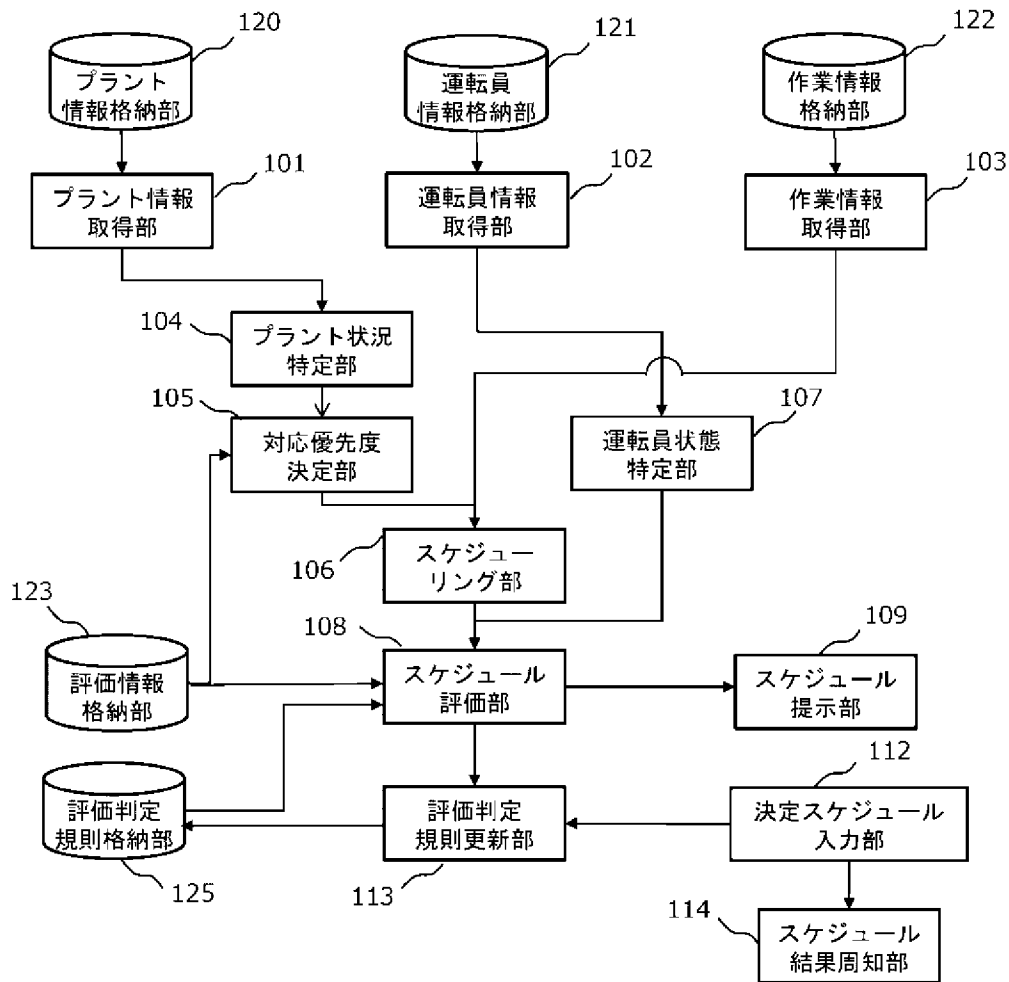 120
121
122
プラント
情報格納部
運転員
情報格納部
作業情報
格納部
101
102
103
プラント情報
取得部
運転員情報
取得部
作業情報
取得部
104
プラント状況
特定部
105
対応優先度
決定部
107
運転員状態
特定部
106
スケジュー
リング部
123
評価情報
格納部
108
スケジュール
評価部
109
スケジュール
提示部
112
評価判定
規則格納部
125
評価判定
規則更新部
113
決定スケジュール
入力部
114
スケジュール
結果周知部